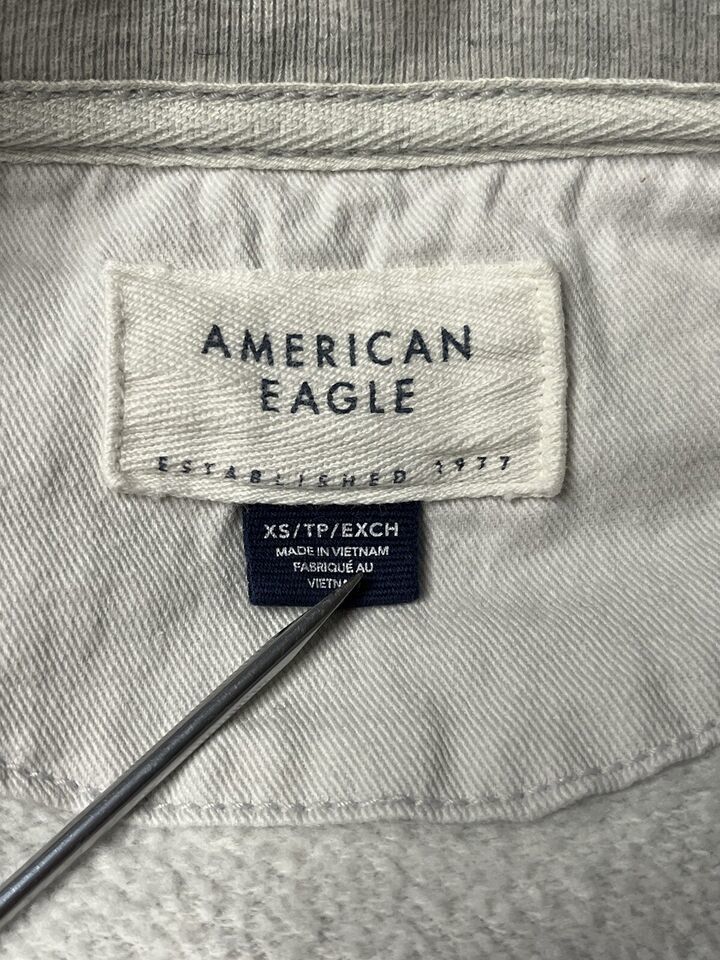 AMERICAN
EAGLE
ESTABLISHED 1977
XS/TP/EXCH
MADE IN VIETNAM
FABRIQUÉ AU